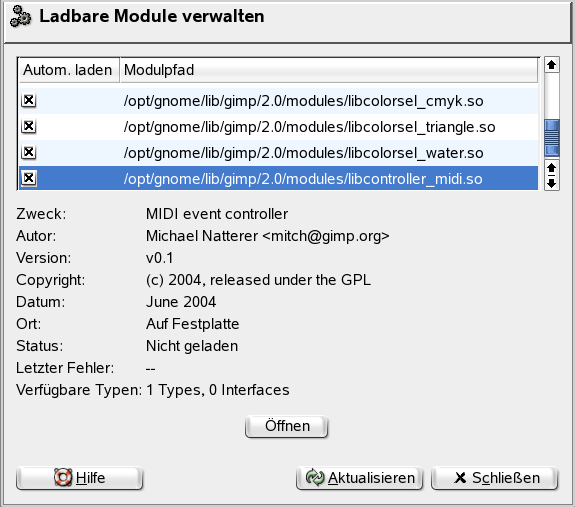 Ladbare Module verwalten
Autom. laden Modulpfad
/opt/gnome/lib/gimp/2.0/modules/libcolorsel_cmyk.so
/opt/gnome/lib/gimp/2.0/modules/libcolorsel_triangle.so
/opt/gnome/lib/gimp/2.0/modules/libcolorsel_water.so
/opt/gnome/lib/gimp/2.0/modules/libcontroller_midi.so
Zweck: MIDI event controller
Autor: Michael Natterer <mitch@gimp.org>
Version: v0.1
Copyright: (c) 2004, released under the GPL
Datum: June 2004
Ort: Auf Festplatte
Status: Nicht geladen
Letzter Fehler: --
Verfügbare Typen: 1 Types, 0 Interfaces
Öffnen
Hilfe Aktualisieren Schließen